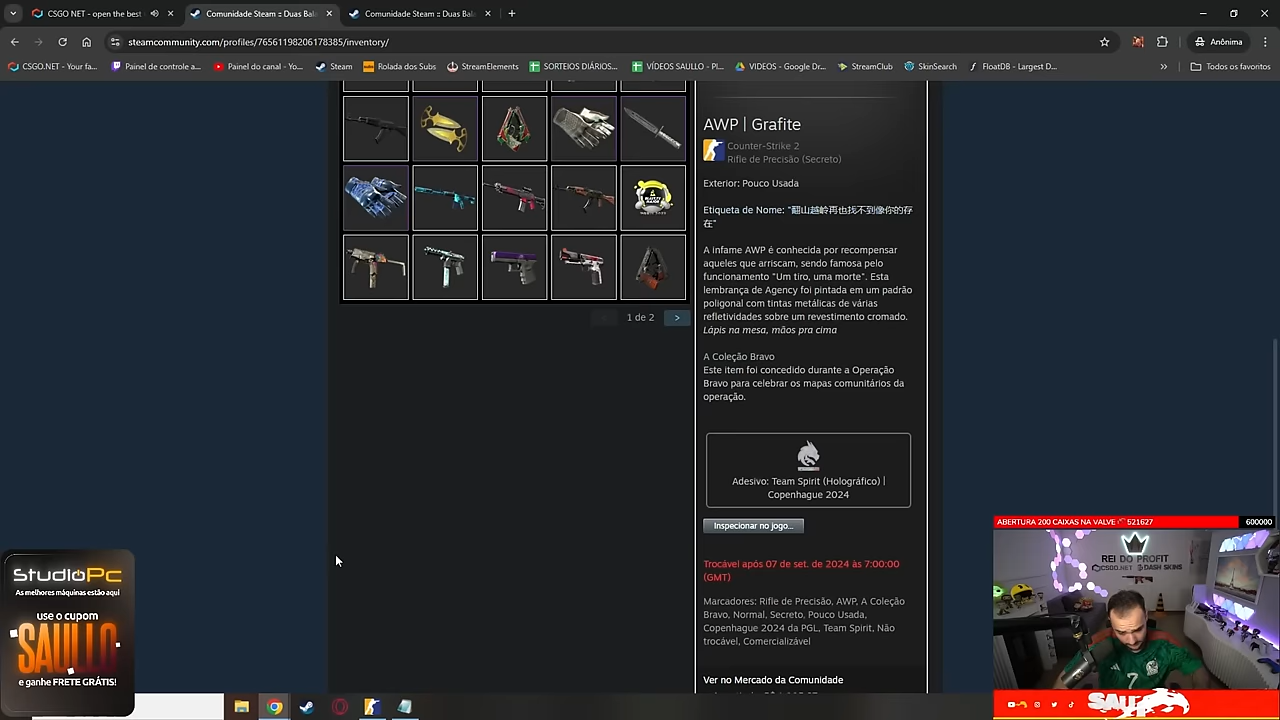 CSGO NET - open the best
Comunidade Steam :: Duas Bal
Comunidade Steam :: Duas Bal
steamcommunity.com/profiles/76561198206178385/inventory/
Anônima
CSGO.NET - Your fa...
Painel de controle a...
Painel do canal - Yo...
Steam
Rolada dos Subs
StreamElements
SORTEIOS DIÁRIOS...
VÍDEOS SAULLO - PL...
VIDEOS - Google Dr...
StreamClub
SkinSearch
FloatDB - Largest D...
Todos os favoritos
AWP | Grafite
Counter-Strike 2
Rifle de Precisão (Secreto)
Exterior: Pouco Usada
Etiqueta de Nome: "翻山越岭再也找不到像你的存
在"
A infame AWP é conhecida por recompensar
aqueles que arriscam, sendo famosa pelo
funcionamento "Um tiro, uma morte". Esta
lembrança de Agency foi pintada em um padrão
poligonal com tintas metálicas de várias
refletividades sobre um revestimento cromado.
Lápis na mesa, mãos pra cima
1 de 2 >
A Coleção Bravo
Este item foi concedido durante a Operação
Bravo para celebrar os mapas comunitários da
operação.
Adesivo: Team Spirit (Holográfico) |
Copenhague 2024
Inspecionar no jogo...
Trocável após 07 de set. de 2024 às 7:00:00
(GMT)
Marcadores: Rifle de Precisão, AWP, A Coleção
Bravo, Normal, Secreto, Pouco Usada,
Copenhague 2024 da PGL, Team Spirit, Não
trocável, Comercializável
Ver no Mercado da Comunidade
STUDIOPC
As melhores máquinas estão aqui
use o cupom
SAULLO
e ganhe FRETE GRÁTIS!
ABERTURA 200 CAIXAS NA VALVE 521627
600000
REI DO PROFIT
CSGO.NET DASH SKINS
7